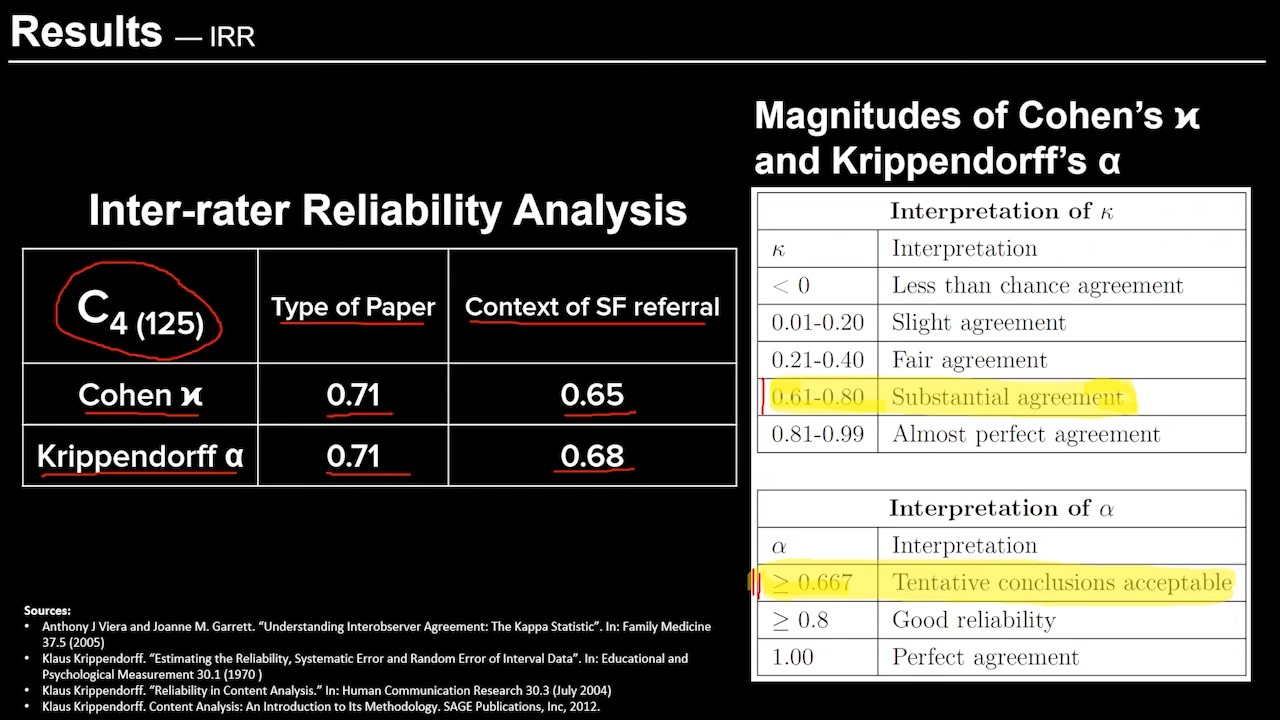 Results — IRR
Inter-rater Reliability Analysis
C4 (125) Type of Paper Context of SF referral
Cohen ϰ 0.71 0.65
Krippendorff α 0.71 0.68
Magnitudes of Cohen’s ϰ
and Krippendorff’s α
Interpretation of κ
κ Interpretation
< 0 Less than chance agreement
0.01-0.20 Slight agreement
0.21-0.40 Fair agreement
0.61-0.80 Substantial agreement
0.81-0.99 Almost perfect agreement
Interpretation of α
α Interpretation
≥ 0.667 Tentative conclusions acceptable
≥ 0.8 Good reliability
1.00 Perfect agreement
Sources:
• Anthony J Viera and Joanne M. Garrett. “Understanding Interobserver Agreement: The Kappa Statistic”. In: Family Medicine
37.5 (2005)
• Klaus Krippendorff. “Estimating the Reliability, Systematic Error and Random Error of Interval Data”. In: Educational and
Psychological Measurement 30.1 (1970 )
• Klaus Krippendorff. “Reliability in Content Analysis.” In: Human Communication Research 30.3 (July 2004)
• Klaus Krippendorff. Content Analysis: An Introduction to Its Methodology. SAGE Publications, Inc, 2012.